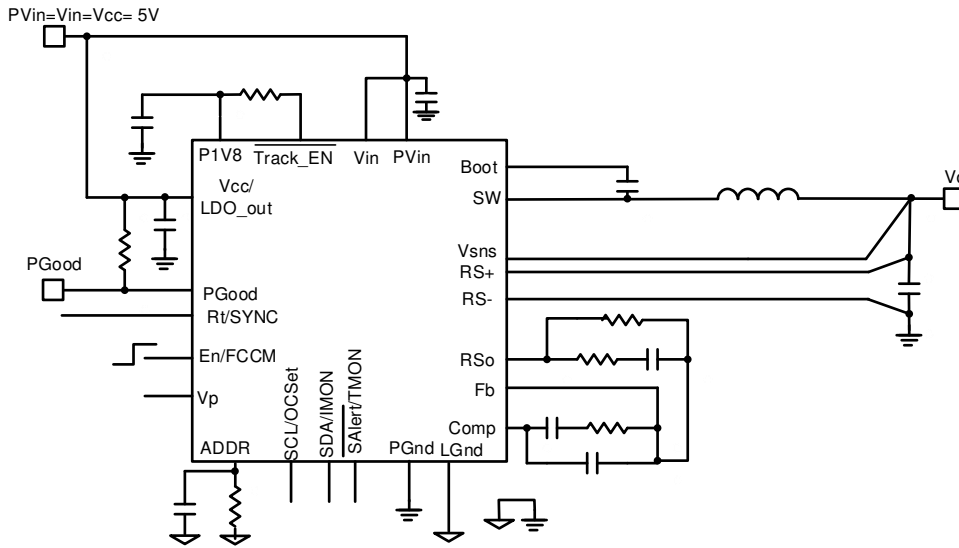 PVin=Vin=Vcc= 5V
P1V8
Track_EN
Vin
PVin
Boot
Vcc/
LDO_out
SW
Vsns
RS+
PGood
PGood
RS-
Rt/SYNC
En/FCCM
RSo
Fb
Vp
Comp
ADDR
SCL/OCSet
SDA/IMON
SAlert/TMON
PGnd
LGnd